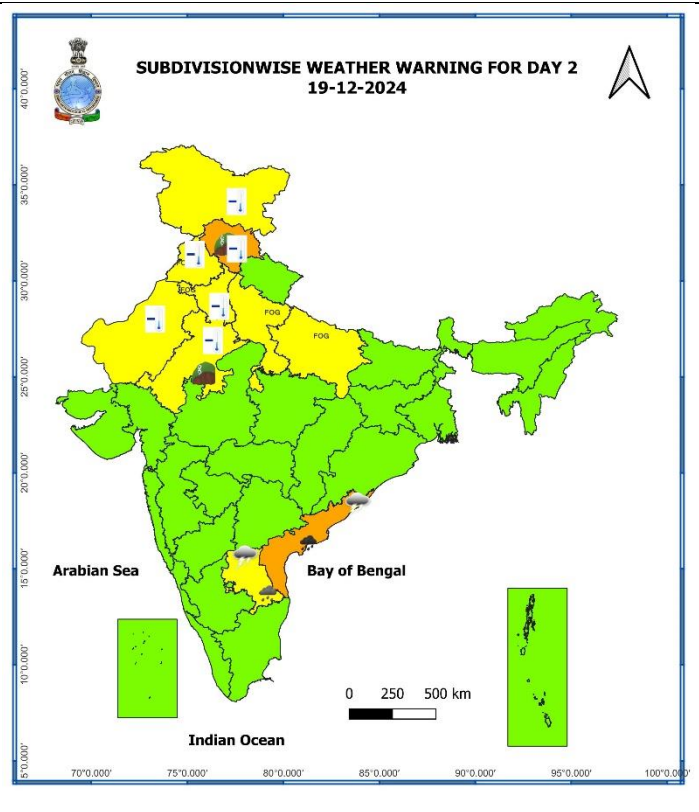 SUBDIVISIONWISE WEATHER WARNING FOR DAY 2
19-12-2024
40°0.000'
35°0.000'
30°0.000'
25°0.000'
20°0.000'
15°0.000'
10°0.000'
5°0.000'
FOG
FOG
FOG
Arabian Sea
Bay of Bengal
0 250 500 km
Indian Ocean
70°0.000' 75°0.000' 80°0.000' 85°0.000' 90°0.000' 95°0.000' 100°0.000'